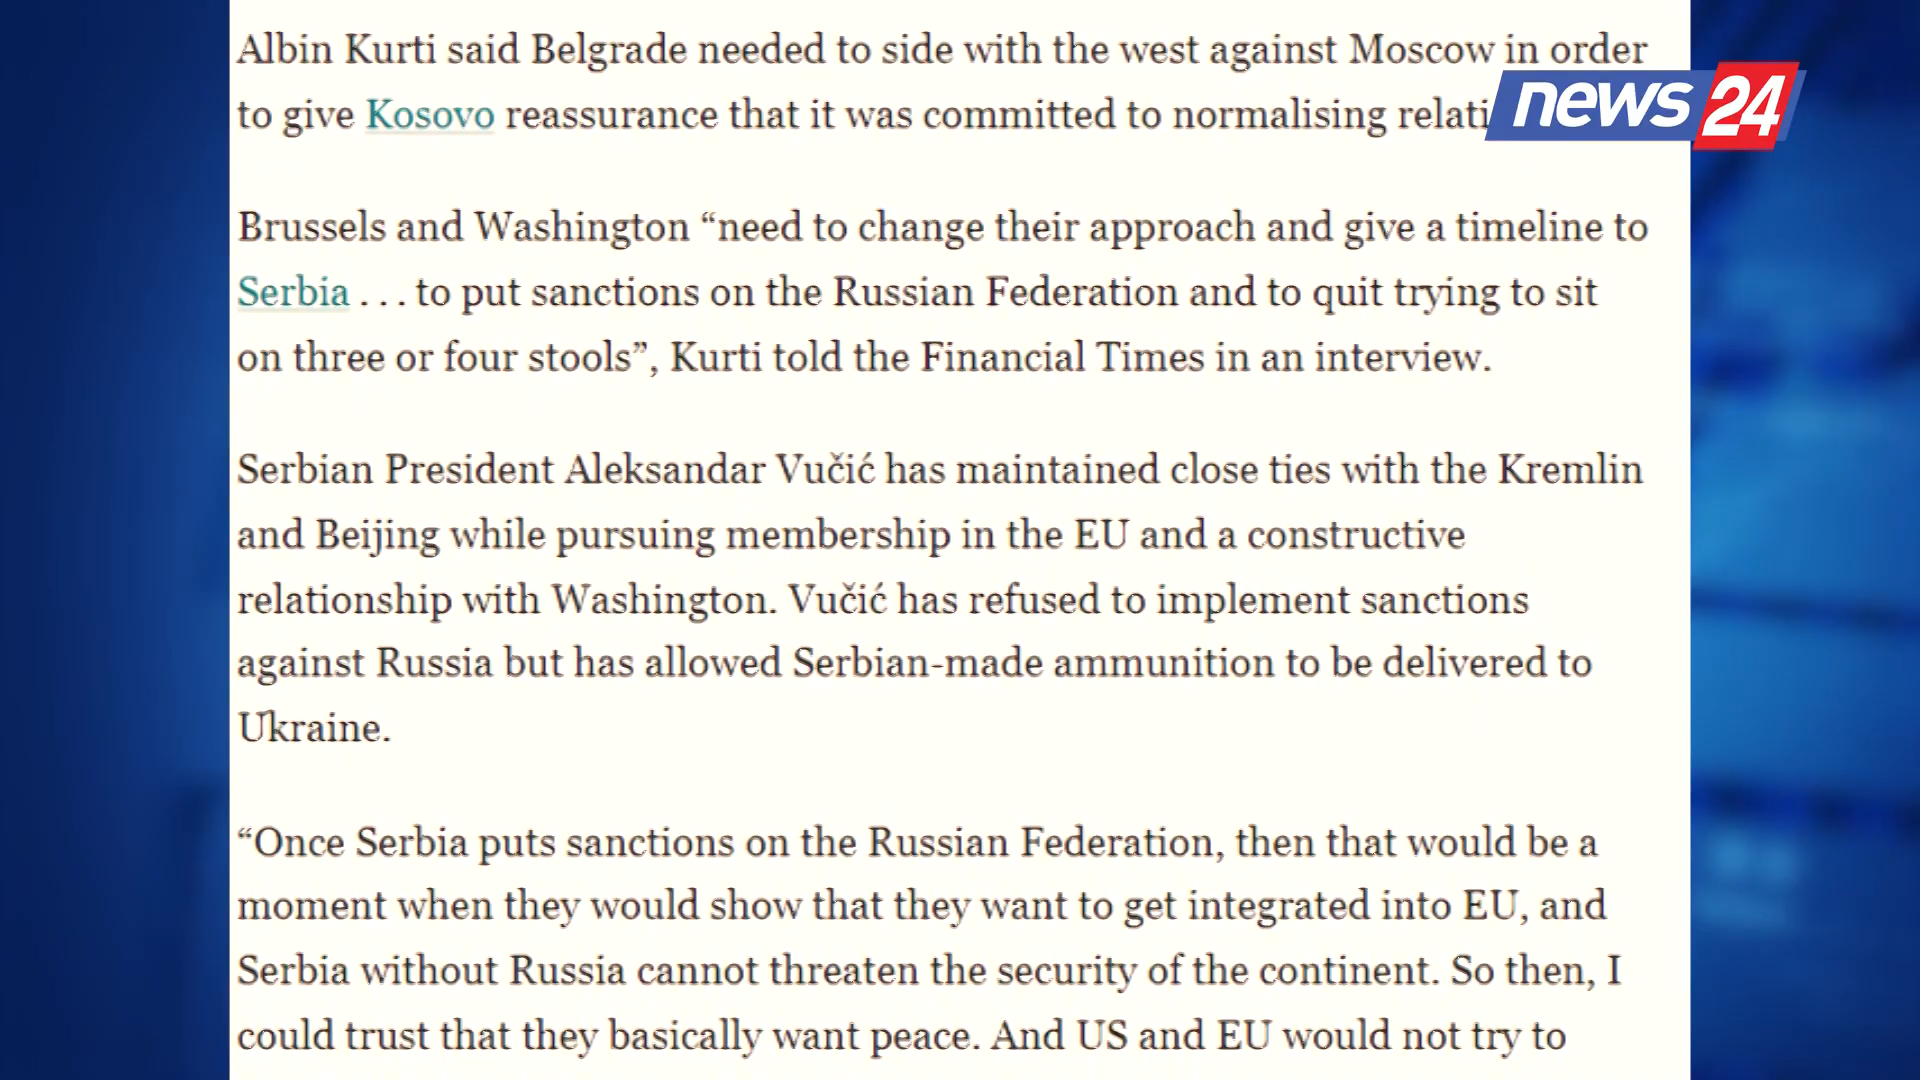 Albin Kurti said Belgrade needed to side with the west against Moscow in order
to give Kosovo reassurance that it was committed to normalising
news 24
Brussels and Washington “need to change their approach and give a timeline to
Serbia . . . to put sanctions on the Russian Federation and to quit trying to sit
on three or four stools”, Kurti told the Financial Times in an interview.
Serbian President Aleksandar Vučić has maintained close ties with the Kremlin
and Beijing while pursuing membership in the EU and a constructive
relationship with Washington. Vučić has refused to implement sanctions
against Russia but has allowed Serbian-made ammunition to be delivered to
Ukraine.
“Once Serbia puts sanctions on the Russian Federation, then that would be a
moment when they would show that they want to get integrated into EU, and
Serbia without Russia cannot threaten the security of the continent. So then, I
could trust that they basically want peace. And US and EU would not try to